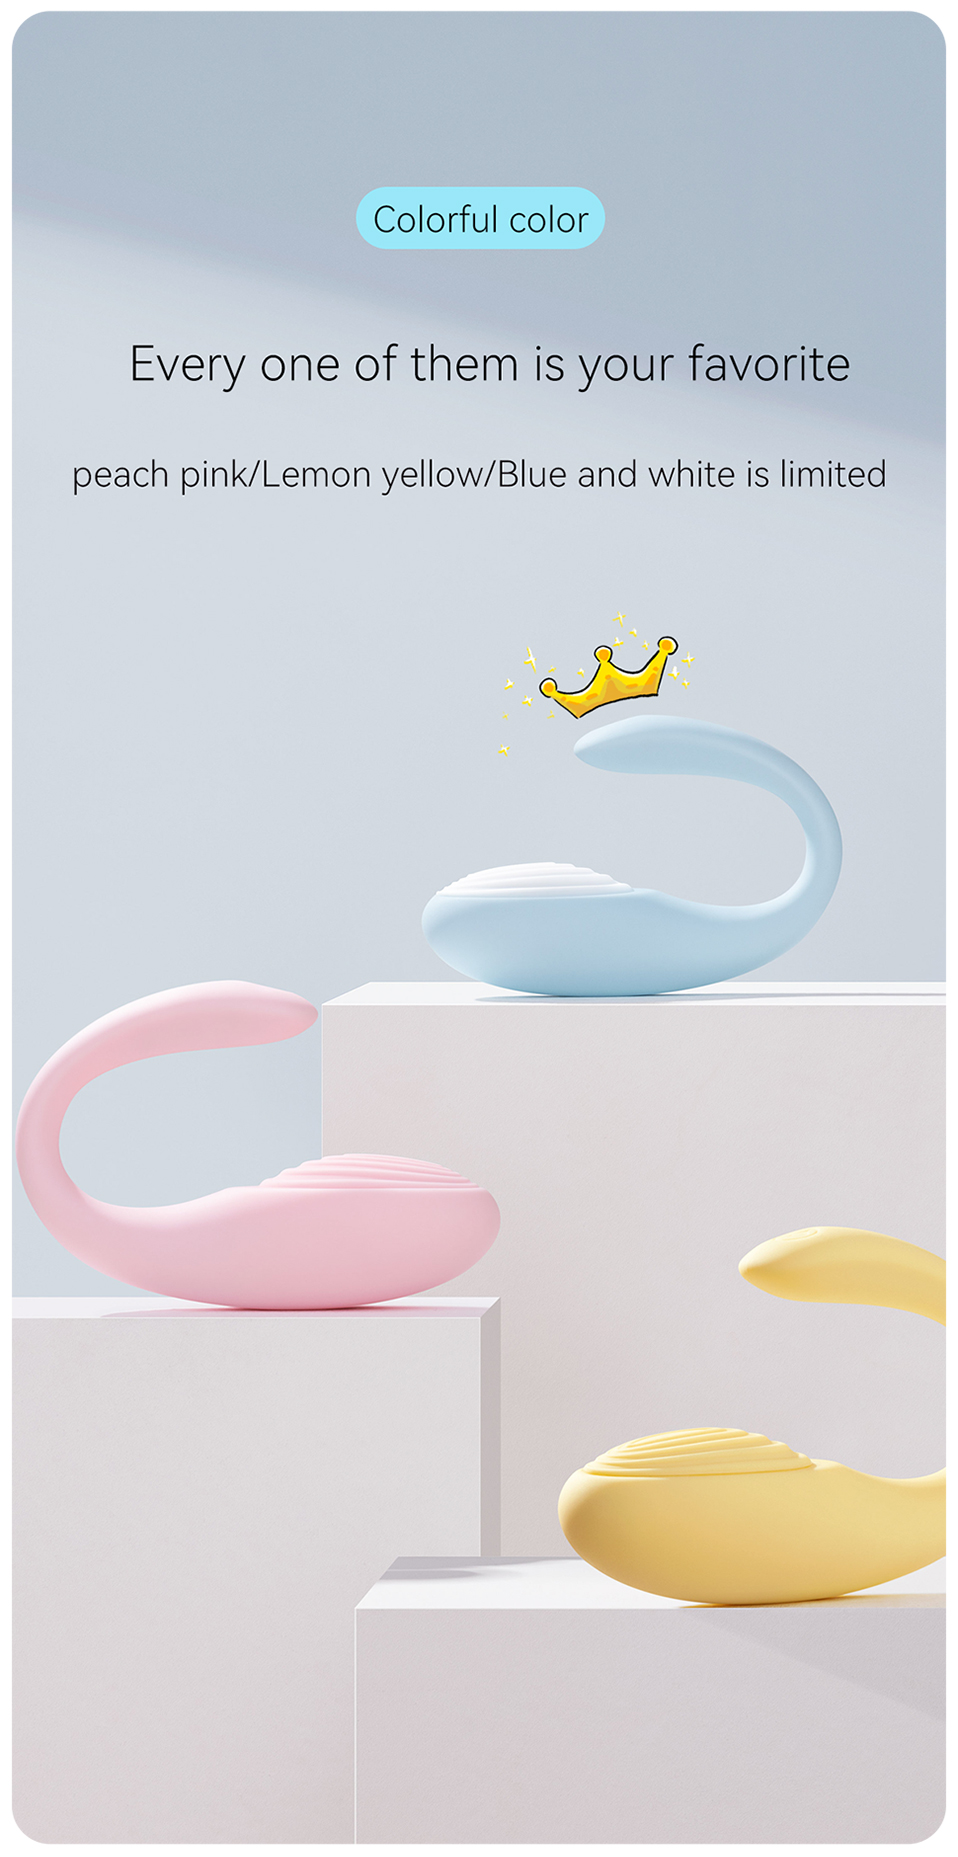 Colorful color
Every one of them is your favorite
peach pink/Lemon yellow/Blue and white is limited